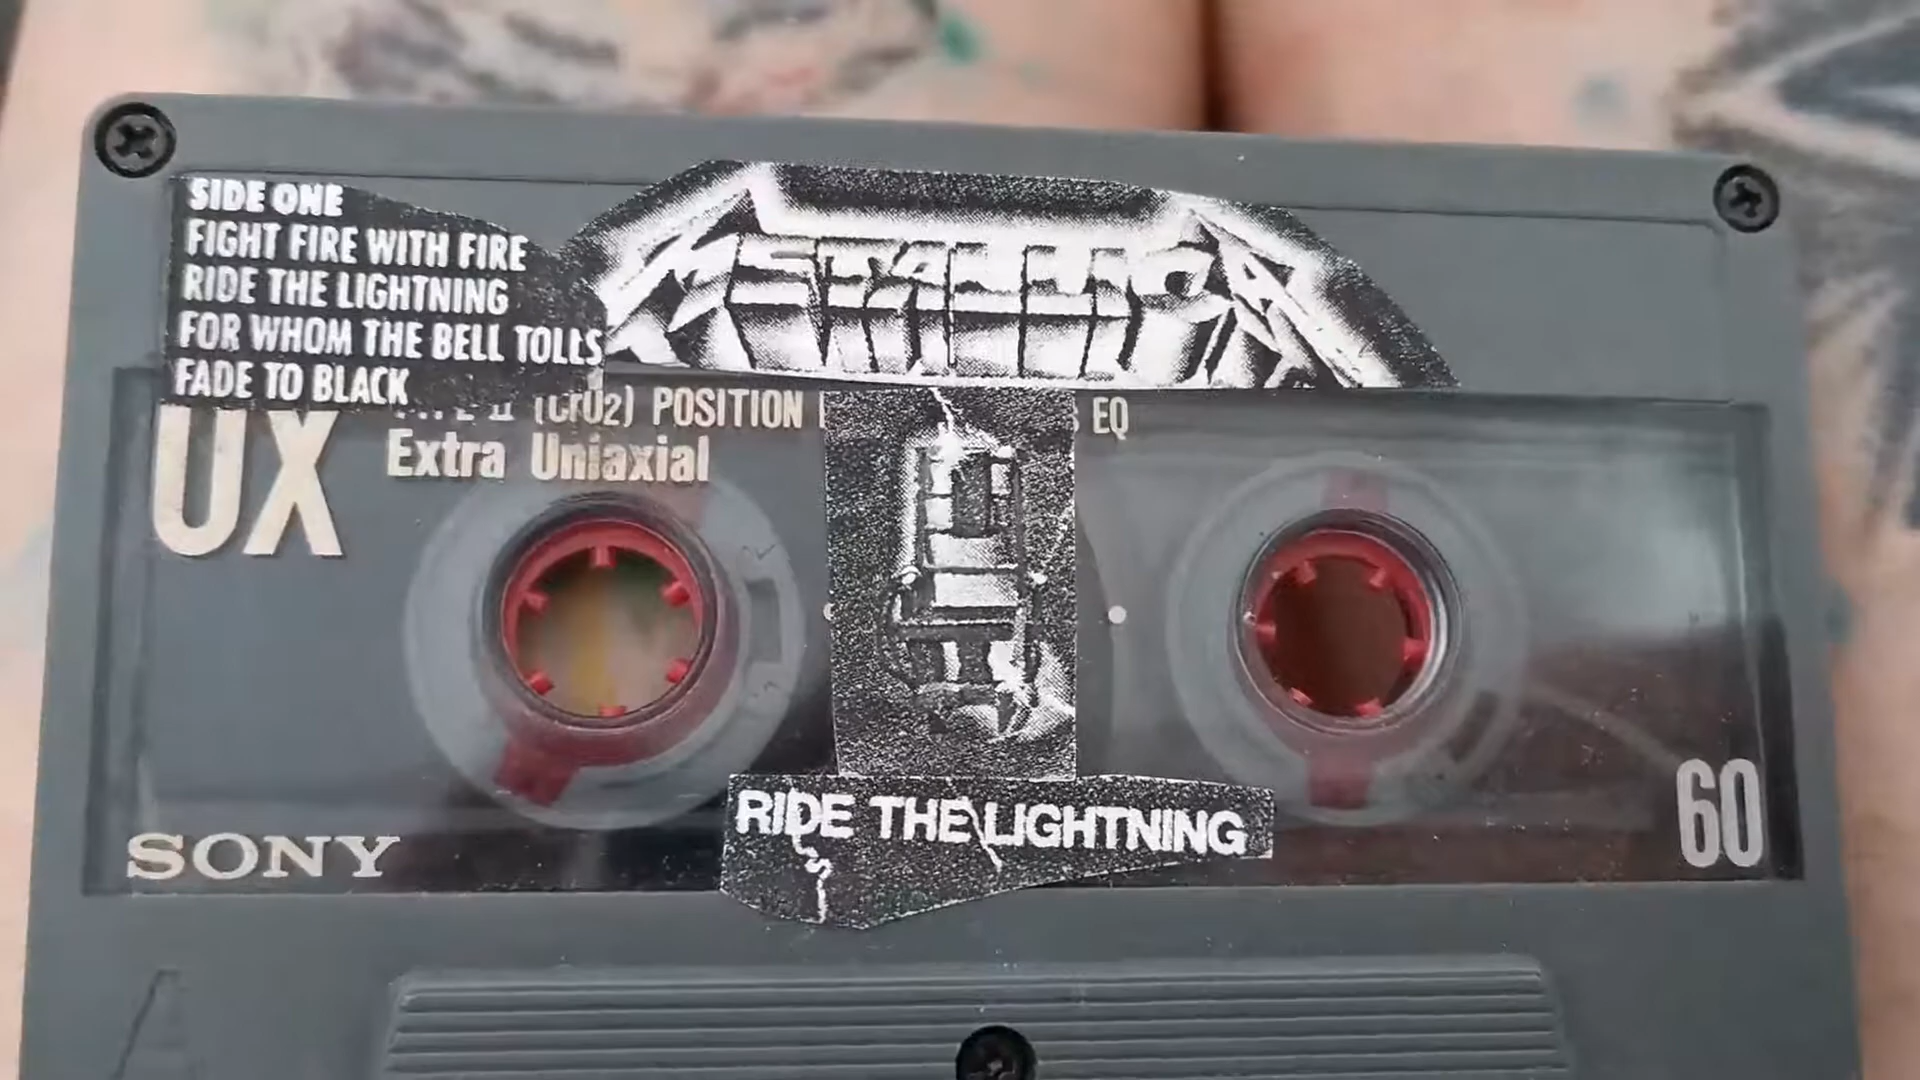 SIDE ONE
FIGHT FIRE WITH FIRE
RIDE THE LIGHTNING
FOR WHOM THE BELL TOLLS
FADE TO BLACK
METALLICA
(CrO2) POSITION
EQ
UX
Extra Uniaxial
RIDE THE LIGHTNING
SONY
60
A